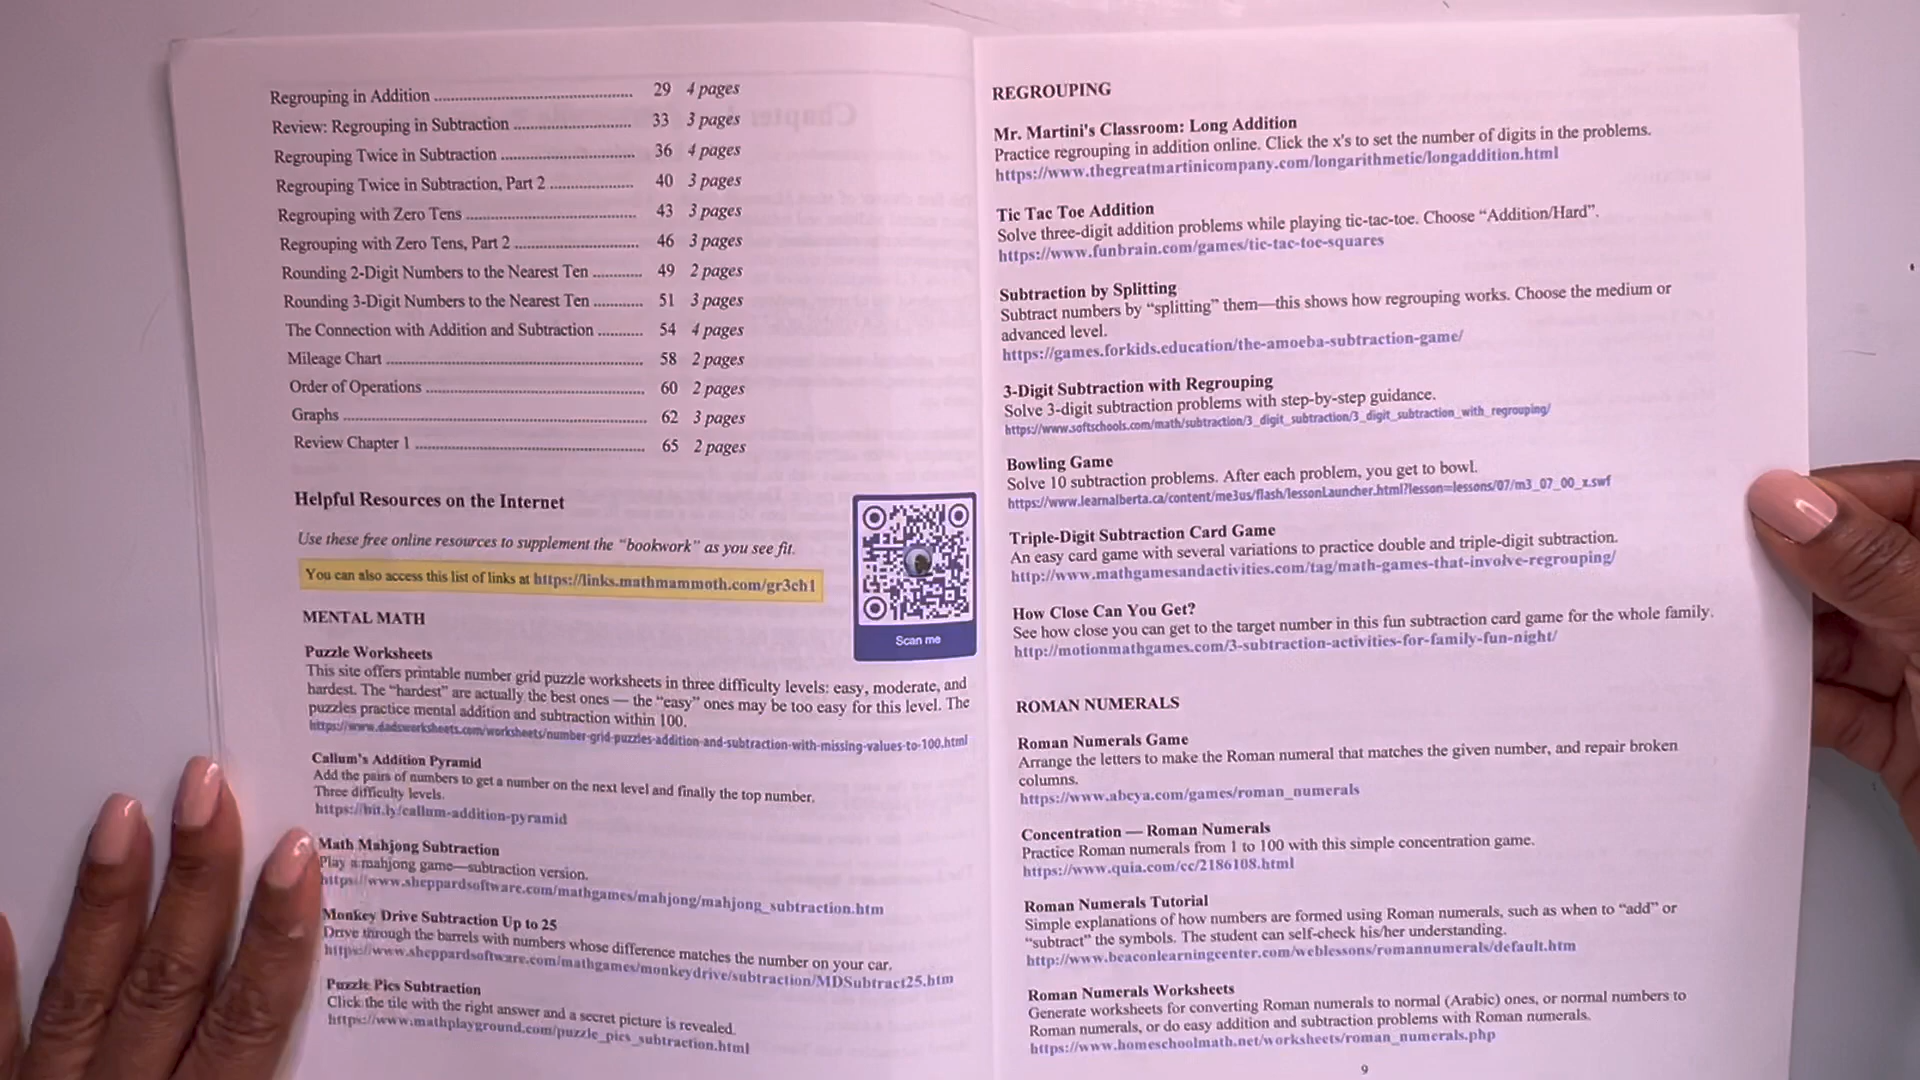 Regrouping in Addition ........................................................ 29 4 pages
Review: Regrouping in Subtraction ................................. 33 3 pages
Regrouping Twice in Subtraction ..................................... 36 4 pages
Regrouping Twice in Subtraction, Part 2 ....................... 40 3 pages
Regrouping with Zero Tens ............................................... 43 3 pages
Regrouping with Zero Tens, Part 2 .................................. 46 3 pages
Rounding 2-Digit Numbers to the Nearest Ten ............. 49 2 pages
Rounding 3-Digit Numbers to the Nearest Ten ............. 51 3 pages
The Connection with Addition and Subtraction ............ 54 4 pages
Mileage Chart ...................................................................... 58 2 pages
Order of Operations ............................................................ 60 2 pages
Graphs .................................................................................. 62 3 pages
Review Chapter 1 ................................................................ 65 2 pages
Helpful Resources on the Internet
Use these free online resources to supplement the “bookwork” as you see fit.
You can also access this list of links at https://links.mathmammoth.com/gr3ch1
Scan me
MENTAL MATH
Puzzle Worksheets
This site offers printable number grid puzzle worksheets in three difficulty levels: easy, moderate, and
hardest. The “hardest” are actually the best ones — the “easy” ones may be too easy for this level. The
puzzles practice mental addition and subtraction within 100.
https://www.dadsworksheets.com/worksheets/number-grid-puzzles-addition-and-subtraction-with-missing-values-to-100.html
Callum's Addition Pyramid
Add the pairs of numbers to get a number on the next level and finally the top number.
Three difficulty levels.
https://bit.ly/callum-addition-pyramid
Math Mahjong Subtraction
Play a mahjong game—subtraction version.
https://www.sheppardsoftware.com/mathgames/mahjong/mahjong_subtraction.htm
Monkey Drive Subtraction Up to 25
Drive through the barrels with numbers whose difference matches the number on your car.
https://www.sheppardsoftware.com/mathgames/monkeydrive/subtraction/MDSubtract25.htm
Puzzle Pics Subtraction
Click the tile with the right answer and a secret picture is revealed.
https://www.mathplayground.com/puzzle_pics_subtraction.html
REGROUPING
Mr. Martini's Classroom: Long Addition
Practice regrouping in addition online. Click the x's to set the number of digits in the problems.
https://www.thegreatmartinicompany.com/longarithmetic/longaddition.html
Tic Tac Toe Addition
Solve three-digit addition problems while playing tic-tac-toe. Choose “Addition/Hard”.
https://www.funbrain.com/games/tic-tac-toe-squares
Subtraction by Splitting
Subtract numbers by “splitting” them—this shows how regrouping works. Choose the medium or
advanced level.
https://games.forkids.education/the-amoeba-subtraction-game/
3-Digit Subtraction with Regrouping
Solve 3-digit subtraction problems with step-by-step guidance.
https://www.softschools.com/math/subtraction/3_digit_subtraction/3_digit_subtraction_with_regrouping/
Bowling Game
Solve 10 subtraction problems. After each problem, you get to bowl.
https://www.learnalberta.ca/content/me3us/flash/lessonLauncher.html?lesson=lessons/07/m3_07_00_x.swf
Triple-Digit Subtraction Card Game
An easy card game with several variations to practice double and triple-digit subtraction.
http://www.mathgamesandactivities.com/tag/math-games-that-involve-regrouping/
How Close Can You Get?
See how close you can get to the target number in this fun subtraction card game for the whole family.
http://motionmathgames.com/3-subtraction-activities-for-family-fun-night/
ROMAN NUMERALS
Roman Numerals Game
Arrange the letters to make the Roman numeral that matches the given number, and repair broken
columns.
https://www.abcya.com/games/roman_numerals
Concentration — Roman Numerals
Practice Roman numerals from 1 to 100 with this simple concentration game.
https://www.quia.com/cc/2186108.html
Roman Numerals Tutorial
Simple explanations of how numbers are formed using Roman numerals, such as when to “add” or
“subtract” the symbols. The student can self-check his/her understanding.
http://www.beaconlearningcenter.com/weblessons/romannumerals/default.htm
Roman Numerals Worksheets
Generate worksheets for converting Roman numerals to normal (Arabic) ones, or normal numbers to
Roman numerals, or do easy addition and subtraction problems with Roman numerals.
https://www.homeschoolmath.net/worksheets/roman_numerals.php
9